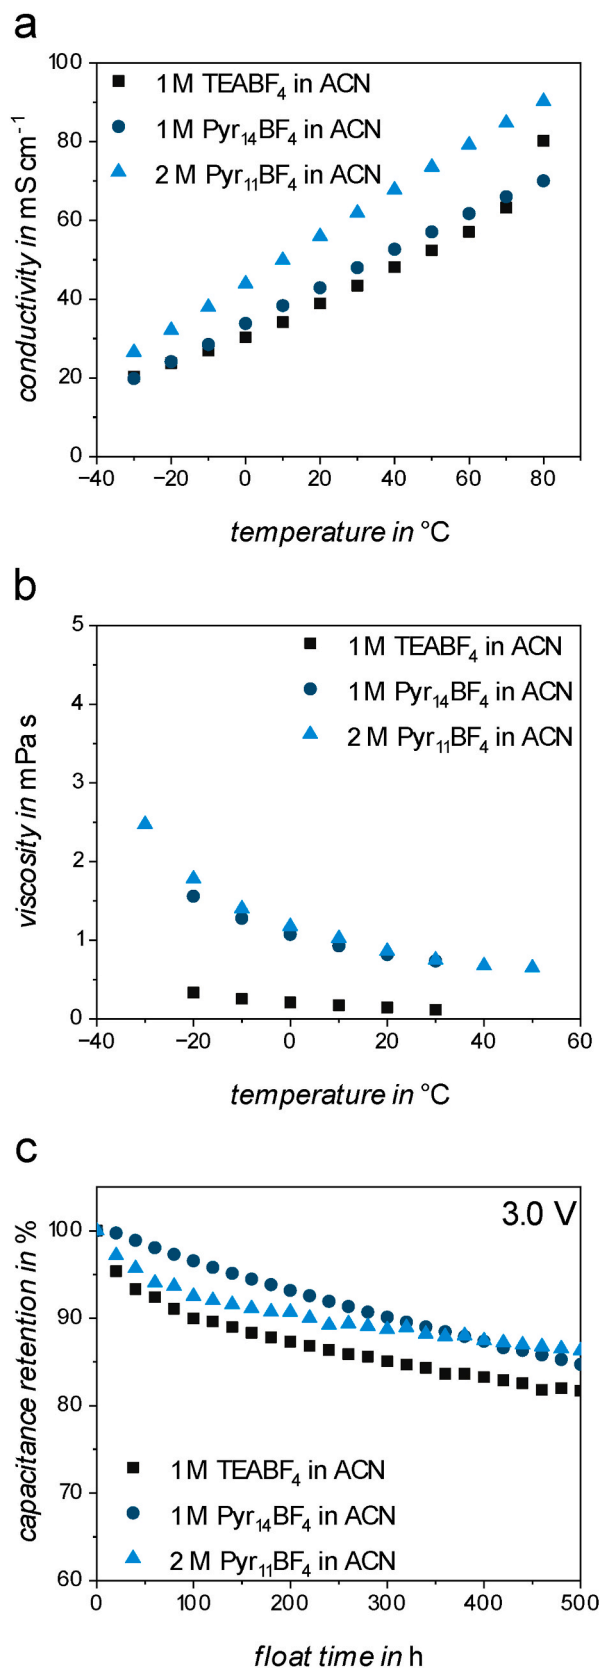 a
100
80
60
40
20
0
conductivity in mS cm⁻¹
1 M TEABF₄ in ACN
1 M Pyr₁₄BF₄ in ACN
2 M Pyr₁₁BF₄ in ACN
−40 −20 0 20 40 60 80
temperature in °C
b
5
4
3
2
1
0
viscosity in mPa s
1 M TEABF₄ in ACN
1 M Pyr₁₄BF₄ in ACN
2 M Pyr₁₁BF₄ in ACN
−40 −20 0 20 40 60
temperature in °C
c
3.0 V
100
90
80
70
60
capacitance retention in %
1 M TEABF₄ in ACN
1 M Pyr₁₄BF₄ in ACN
2 M Pyr₁₁BF₄ in ACN
0 100 200 300 400 500
float time in h